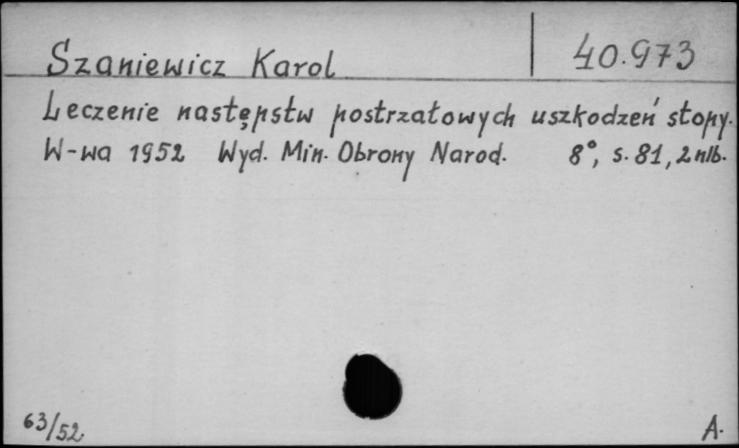 Szaniewicz Karol 40.973
Leczenie następstw postrzałowych uszkodzeń stopy.
W-wa 1952 Wyd. Min. Obrony Narod. 8°, s. 81, 2 nlb.
63/52
A.